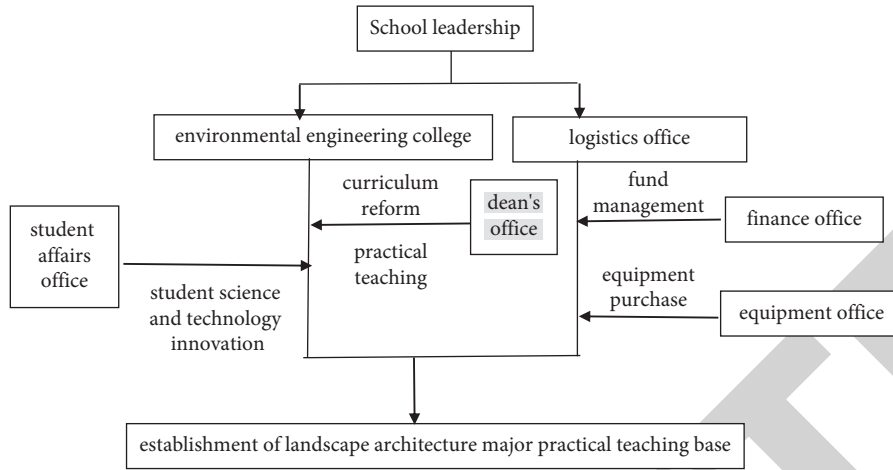 School leadership
environmental engineering college
logistics office
curriculum
reform
dean's
office
fund
management
finance office
student
affairs
office
practical
teaching
student science
and technology
innovation
equipment
purchase
equipment office
establishment of landscape architecture major practical teaching base